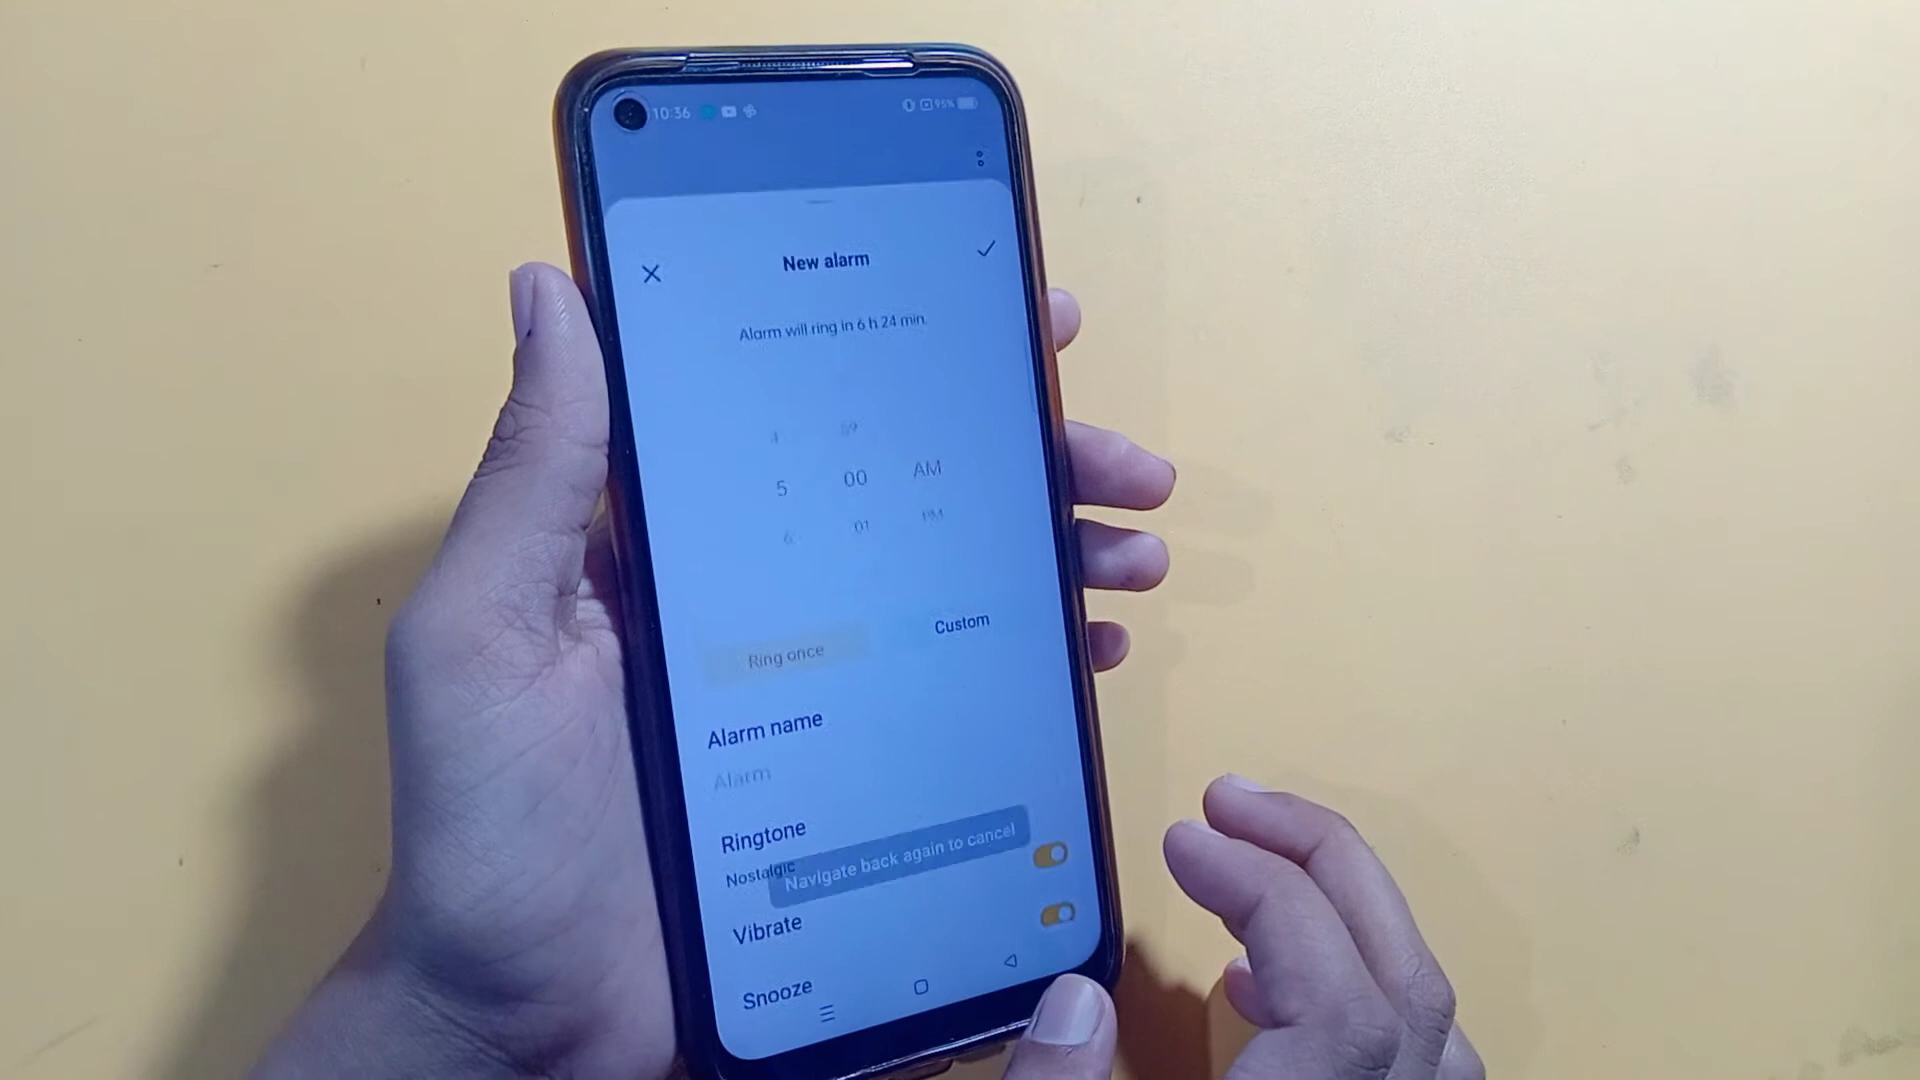 10:36
95%
New alarm
Alarm will ring in 6 h 24 min.
4 59
5 00 AM
6 01 PM
Ring once Custom
Alarm name
Alarm
Ringtone
Nostalgic
Navigate back again to cancel
Vibrate
Snooze